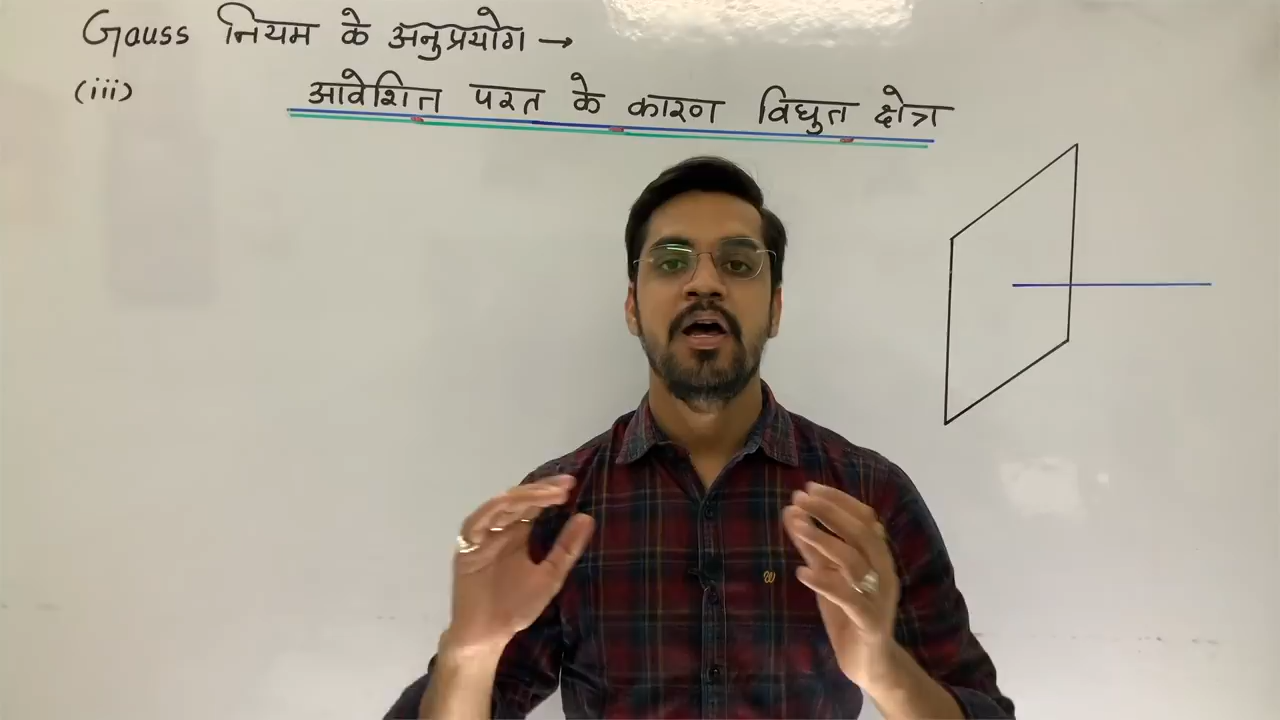 Gauss नियम के अनुप्रयोग →
(iii) आवेशित परत के कारण विद्युत क्षेत्र